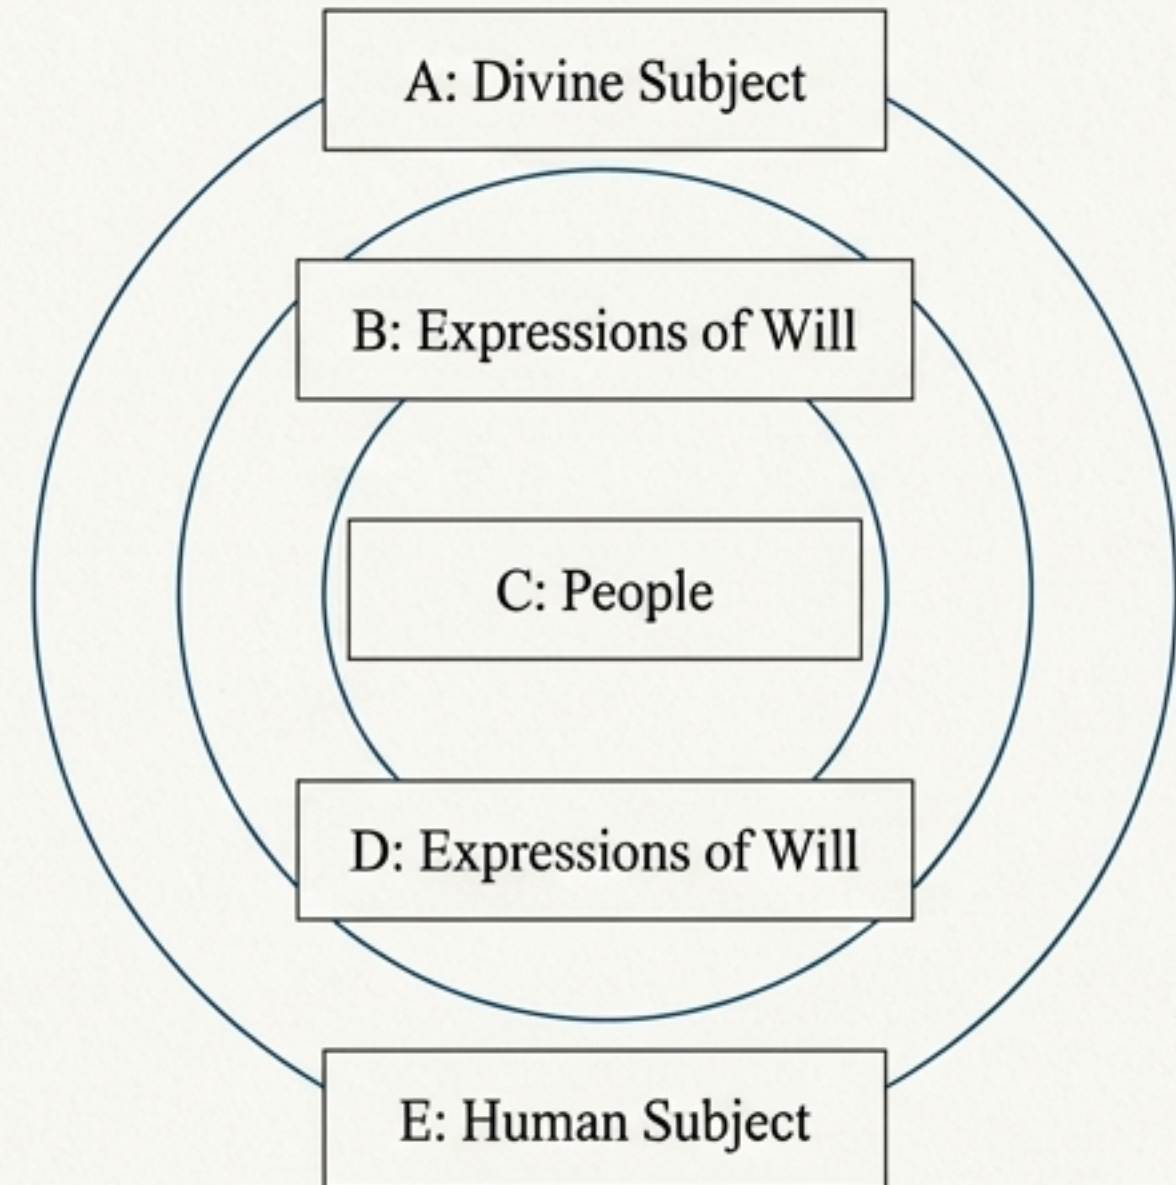 A: Divine Subject
B: Expressions of Will
C: People
D: Expressions of Will
E: Human Subject